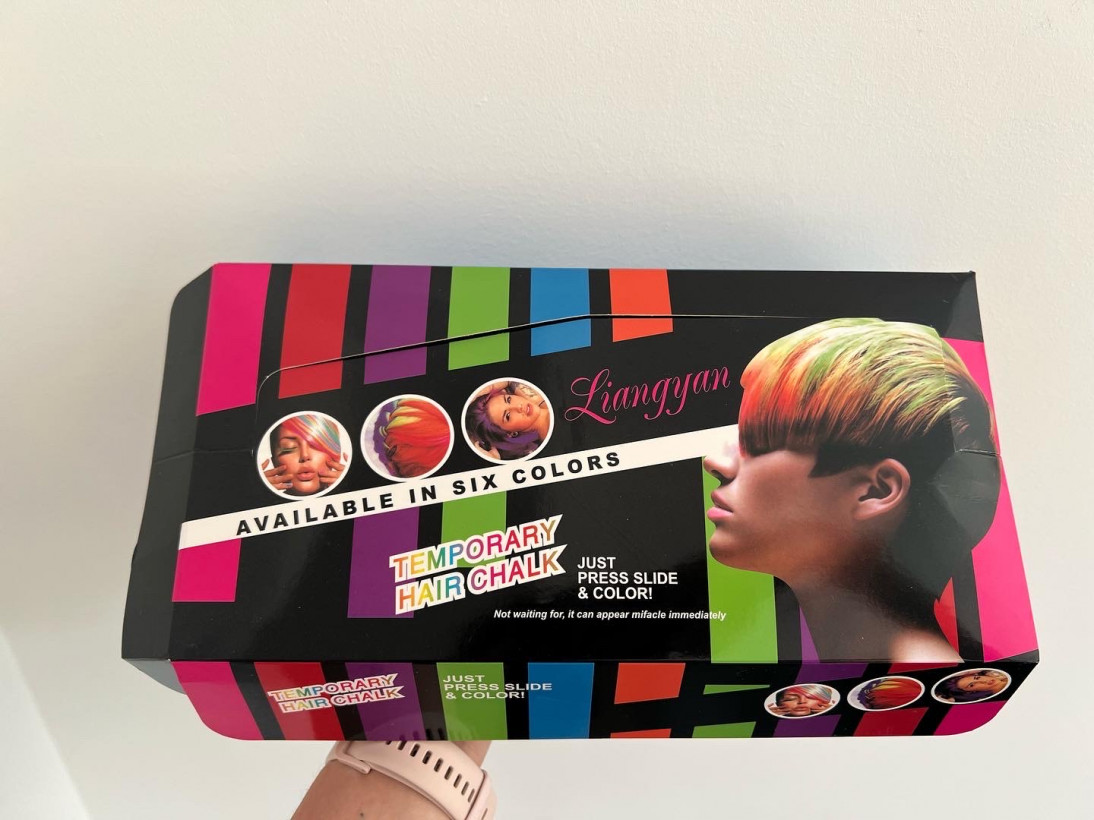 Liangyan
AVAILABLE IN SIX COLORS
TEMPORARY
HAIR CHALK
JUST
PRESS SLIDE
& COLOR!
Not waiting for, it can appear mifacle immediately
TEMPORARY
HAIR CHALK
JUST
PRESS SLIDE
& COLOR!